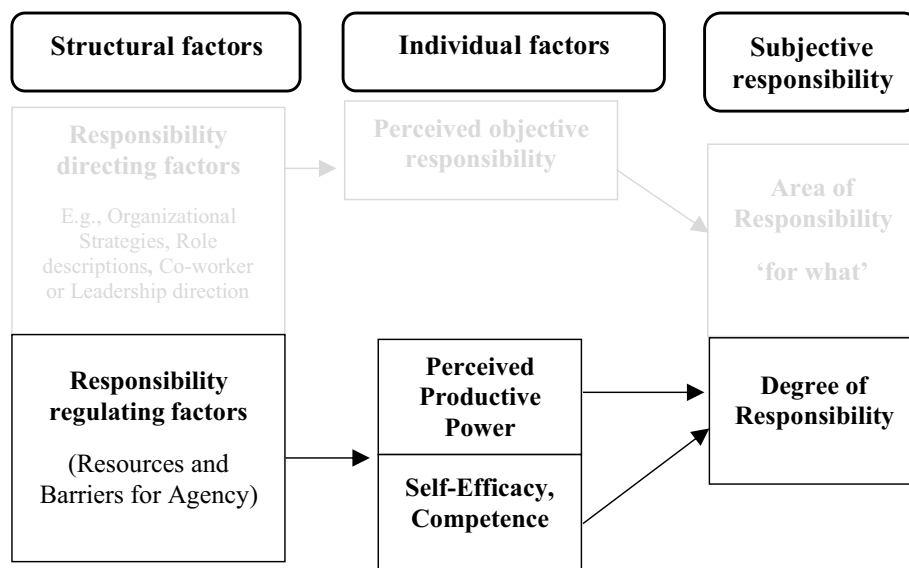 Structural factors
Individual factors
Subjective
responsibility
Responsibility
directing factors
E.g., Organizational
Strategies, Role
descriptions, Co-worker
or Leadership direction
Perceived objective
responsibility
Area of
Responsibility
‘for what’
Responsibility
regulating factors
(Resources and
Barriers for Agency)
Perceived
Productive
Power
Self-Efficacy,
Competence
Degree of
Responsibility